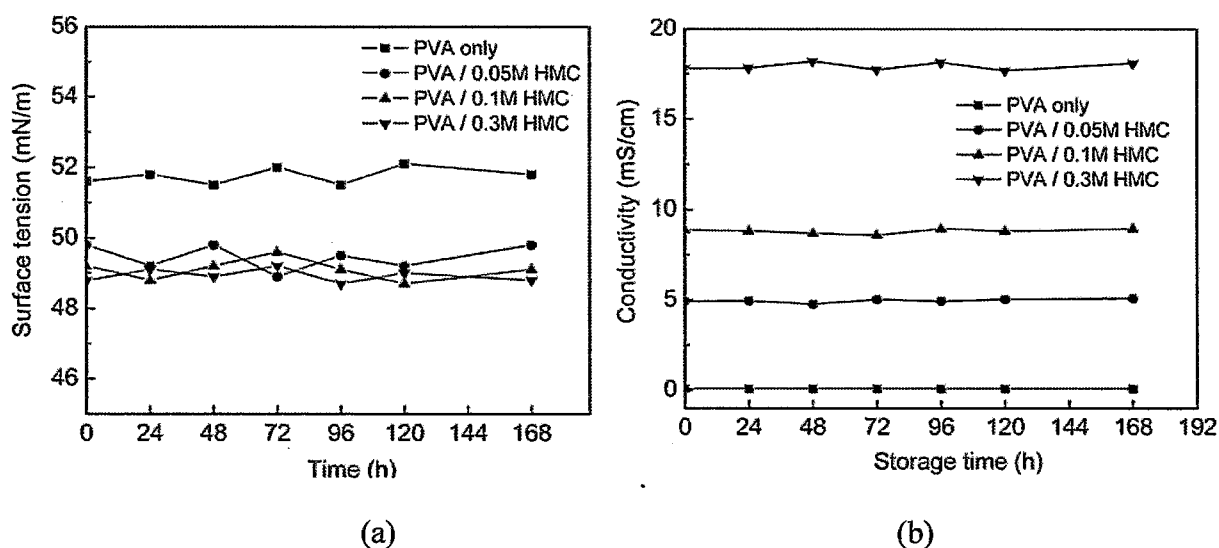 56
54
52
50
48
46
Surface tension (mN/m)
PVA only
PVA / 0.05M HMC
PVA / 0.1M HMC
PVA / 0.3M HMC
0 24 48 72 96 120 144 168
Time (h)
(a)
20
15
10
5
0
Conductivity (mS/cm)
PVA only
PVA / 0.05M HMC
PVA / 0.1M HMC
PVA / 0.3M HMC
0 24 48 72 96 120 144 168 192
Storage time (h)
(b)